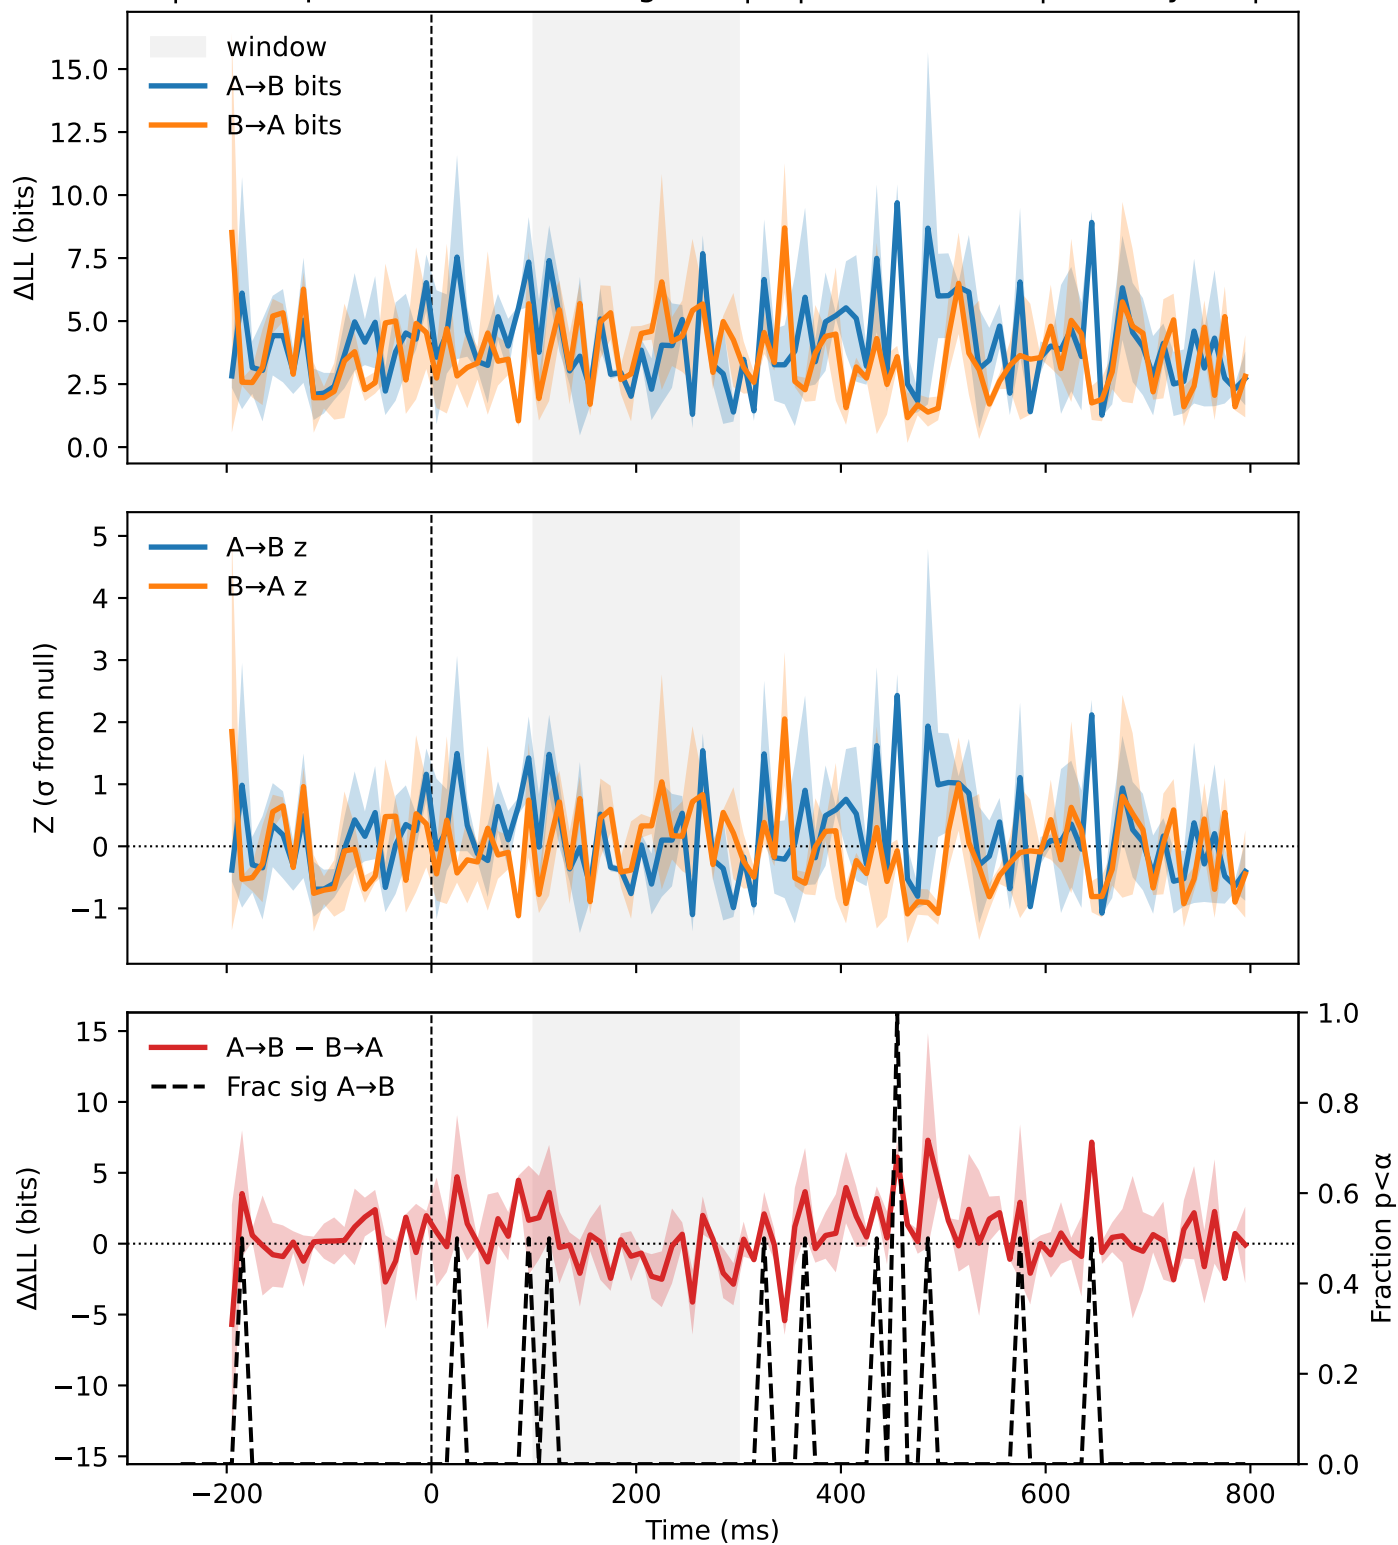 window
A→B bits
B→A bits
15.0
12.5
10.0
7.5
5.0
2.5
0.0
ΔLL (bits)
A→B z
B→A z
5
4
3
2
1
0
−1
Z (σ from null)
A→B − B→A
Frac sig A→B
15
10
5
0
−5
−10
−15
ΔΔLL (bits)
1.0
0.8
0.6
0.4
0.2
0.0
Fraction p<α
−200
0
200
400
600
800
Time (ms)